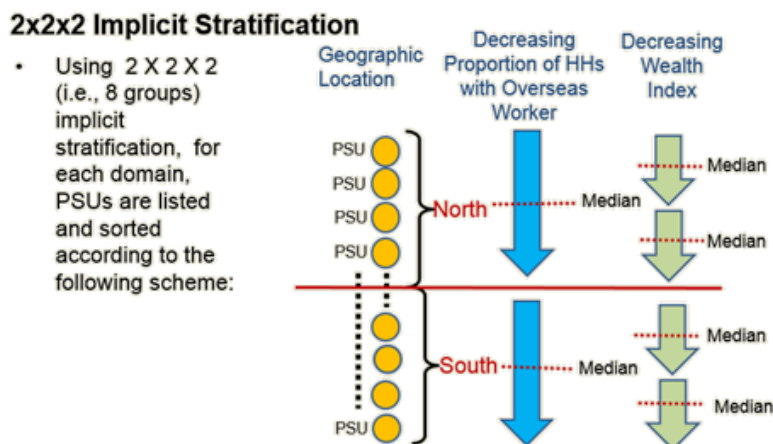 2x2x2 Implicit Stratification
• Using 2 X 2 X 2
(i.e., 8 groups)
implicit
stratification, for
each domain,
PSUs are listed
and sorted
according to the
following scheme:
Geographic
Location
Decreasing
Proportion of HHs
with Overseas
Worker
Decreasing
Wealth
Index
PSU
PSU
PSU
PSU
North
Median
Median
Median
PSU
South
Median
Median
Median